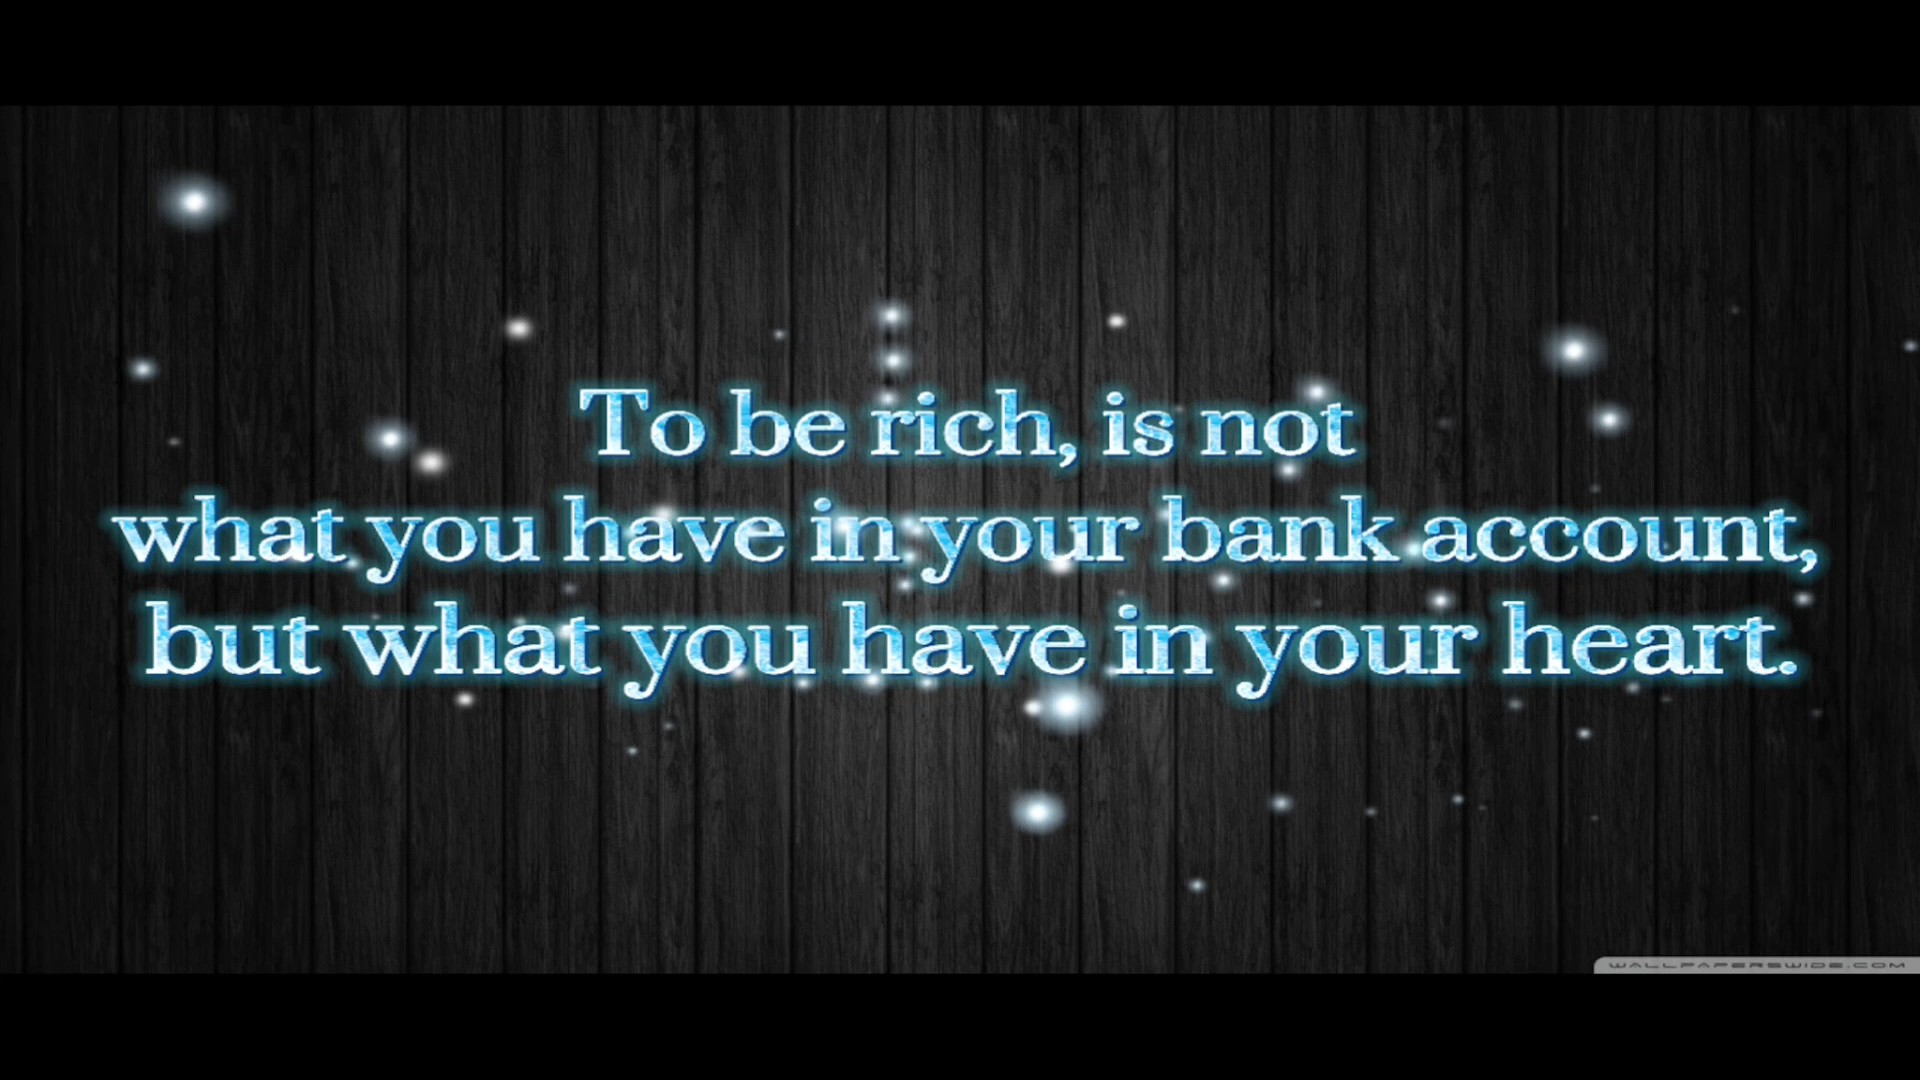 To be rich, is not
what you have in your bank account,
but what you have in your heart.
WALLPAPERSWIDE.COM